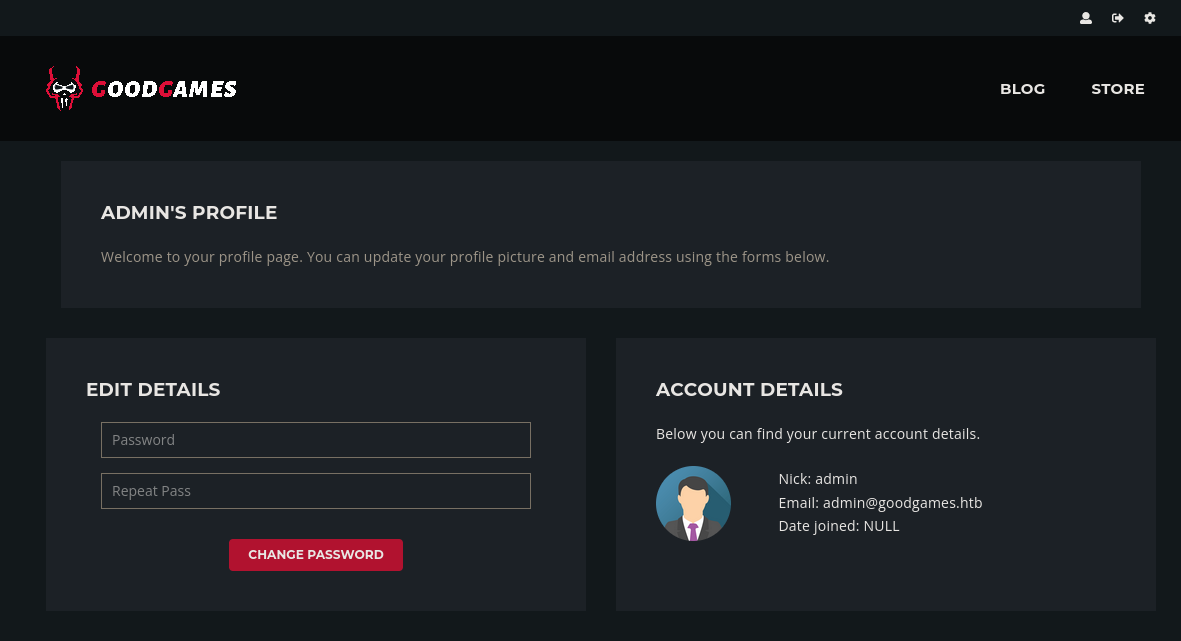 GOODGAMES
BLOG STORE
ADMIN'S PROFILE
Welcome to your profile page. You can update your profile picture and email address using the forms below.
EDIT DETAILS
Password
Repeat Pass
CHANGE PASSWORD
ACCOUNT DETAILS
Below you can find your current account details.
Nick: admin
Email: admin@goodgames.htb
Date joined: NULL